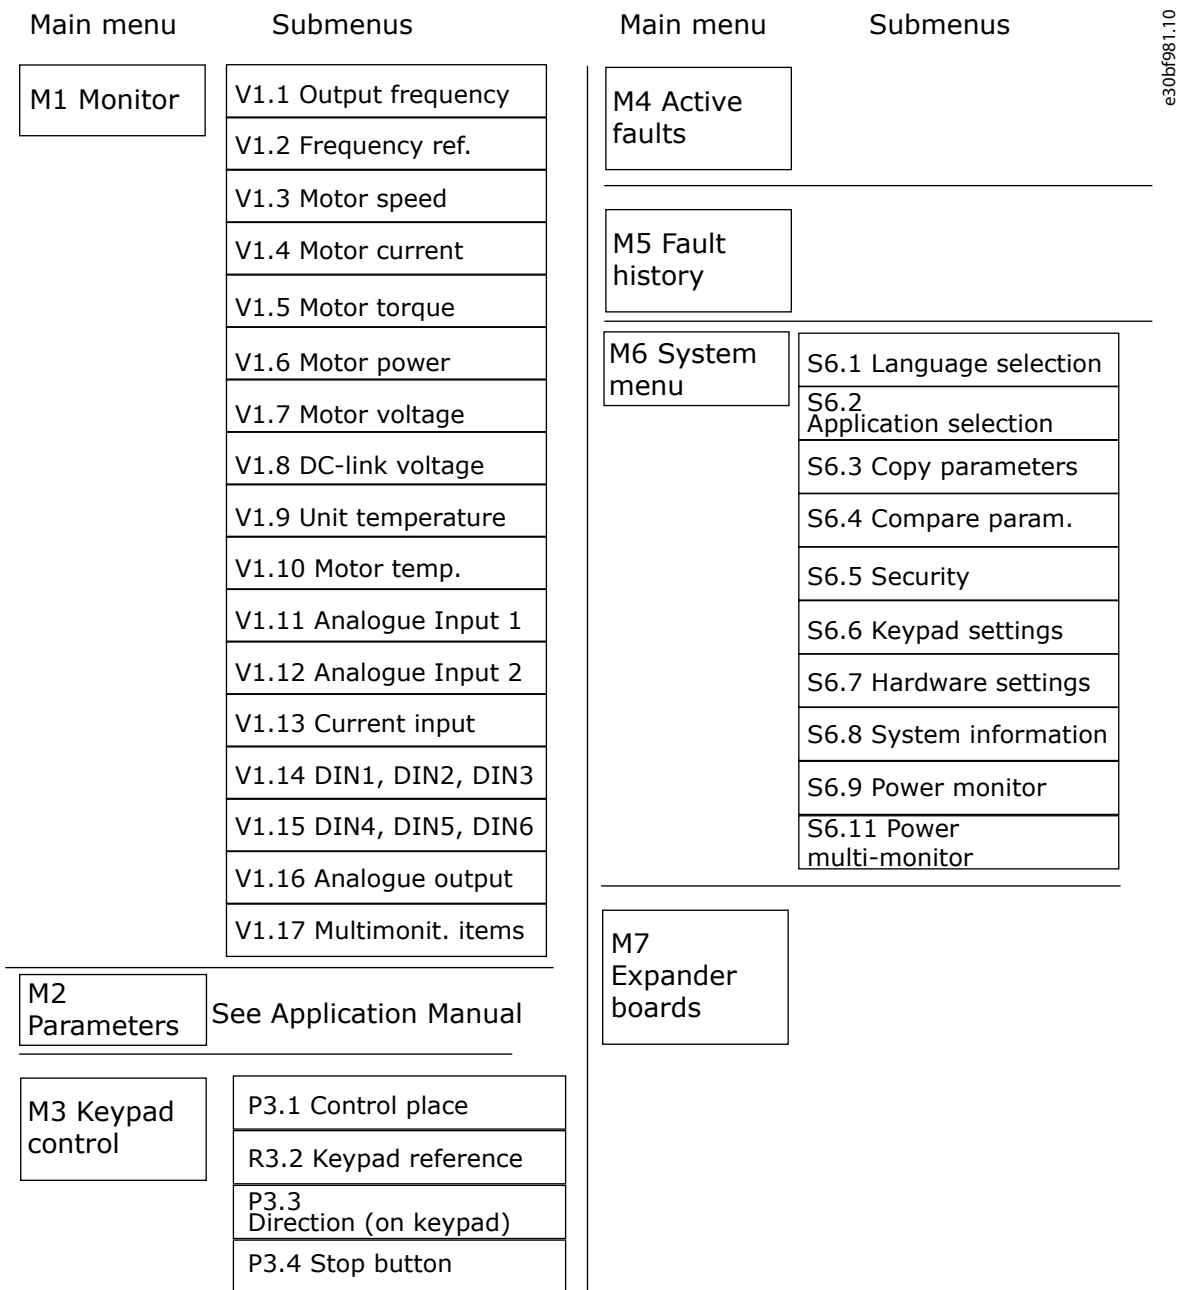 Main menu
Submenus
M1 Monitor
V1.1 Output frequency
V1.2 Frequency ref.
V1.3 Motor speed
V1.4 Motor current
V1.5 Motor torque
V1.6 Motor power
V1.7 Motor voltage
V1.8 DC-link voltage
V1.9 Unit temperature
V1.10 Motor temp.
V1.11 Analogue Input 1
V1.12 Analogue Input 2
V1.13 Current input
V1.14 DIN1, DIN2, DIN3
V1.15 DIN4, DIN5, DIN6
V1.16 Analogue output
V1.17 Multimonit. items
M2
Parameters
See Application Manual
M3 Keypad
control
P3.1 Control place
R3.2 Keypad reference
P3.3
Direction (on keypad)
P3.4 Stop button
Main menu
Submenus
M4 Active
faults
M5 Fault
history
M6 System
menu
S6.1 Language selection
S6.2
Application selection
S6.3 Copy parameters
S6.4 Compare param.
S6.5 Security
S6.6 Keypad settings
S6.7 Hardware settings
S6.8 System information
S6.9 Power monitor
S6.11 Power
multi-monitor
M7
Expander
boards
e30bf981.10